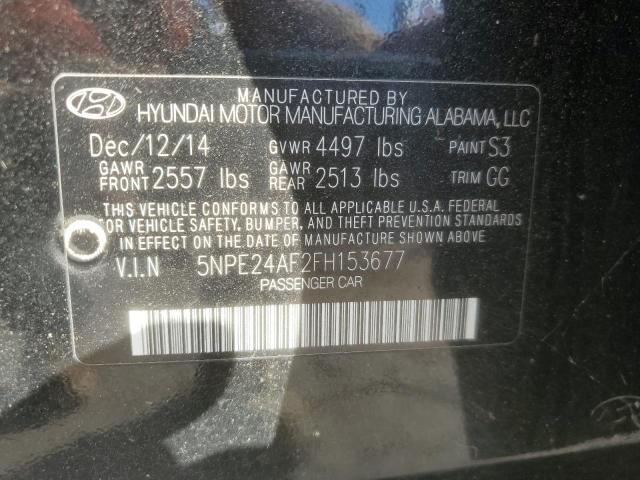 MANUFACTURED BY
HYUNDAI MOTOR MANUFACTURING ALABAMA, LLC
Dec/12/14 GVWR 4497 lbs PAINT S3
GAWR FRONT 2557 lbs GAWR REAR 2513 lbs TRIM GG
THIS VEHICLE CONFORMS TO ALL APPLICABLE U.S.A. FEDERAL
OR VEHICLE SAFETY, BUMPER, AND THEFT PREVENTION STANDARDS
IN EFFECT ON THE DATE OF MANUFACTURE SHOWN ABOVE.
V.I.N 5NPE24AF2FH153677
PASSENGER CAR